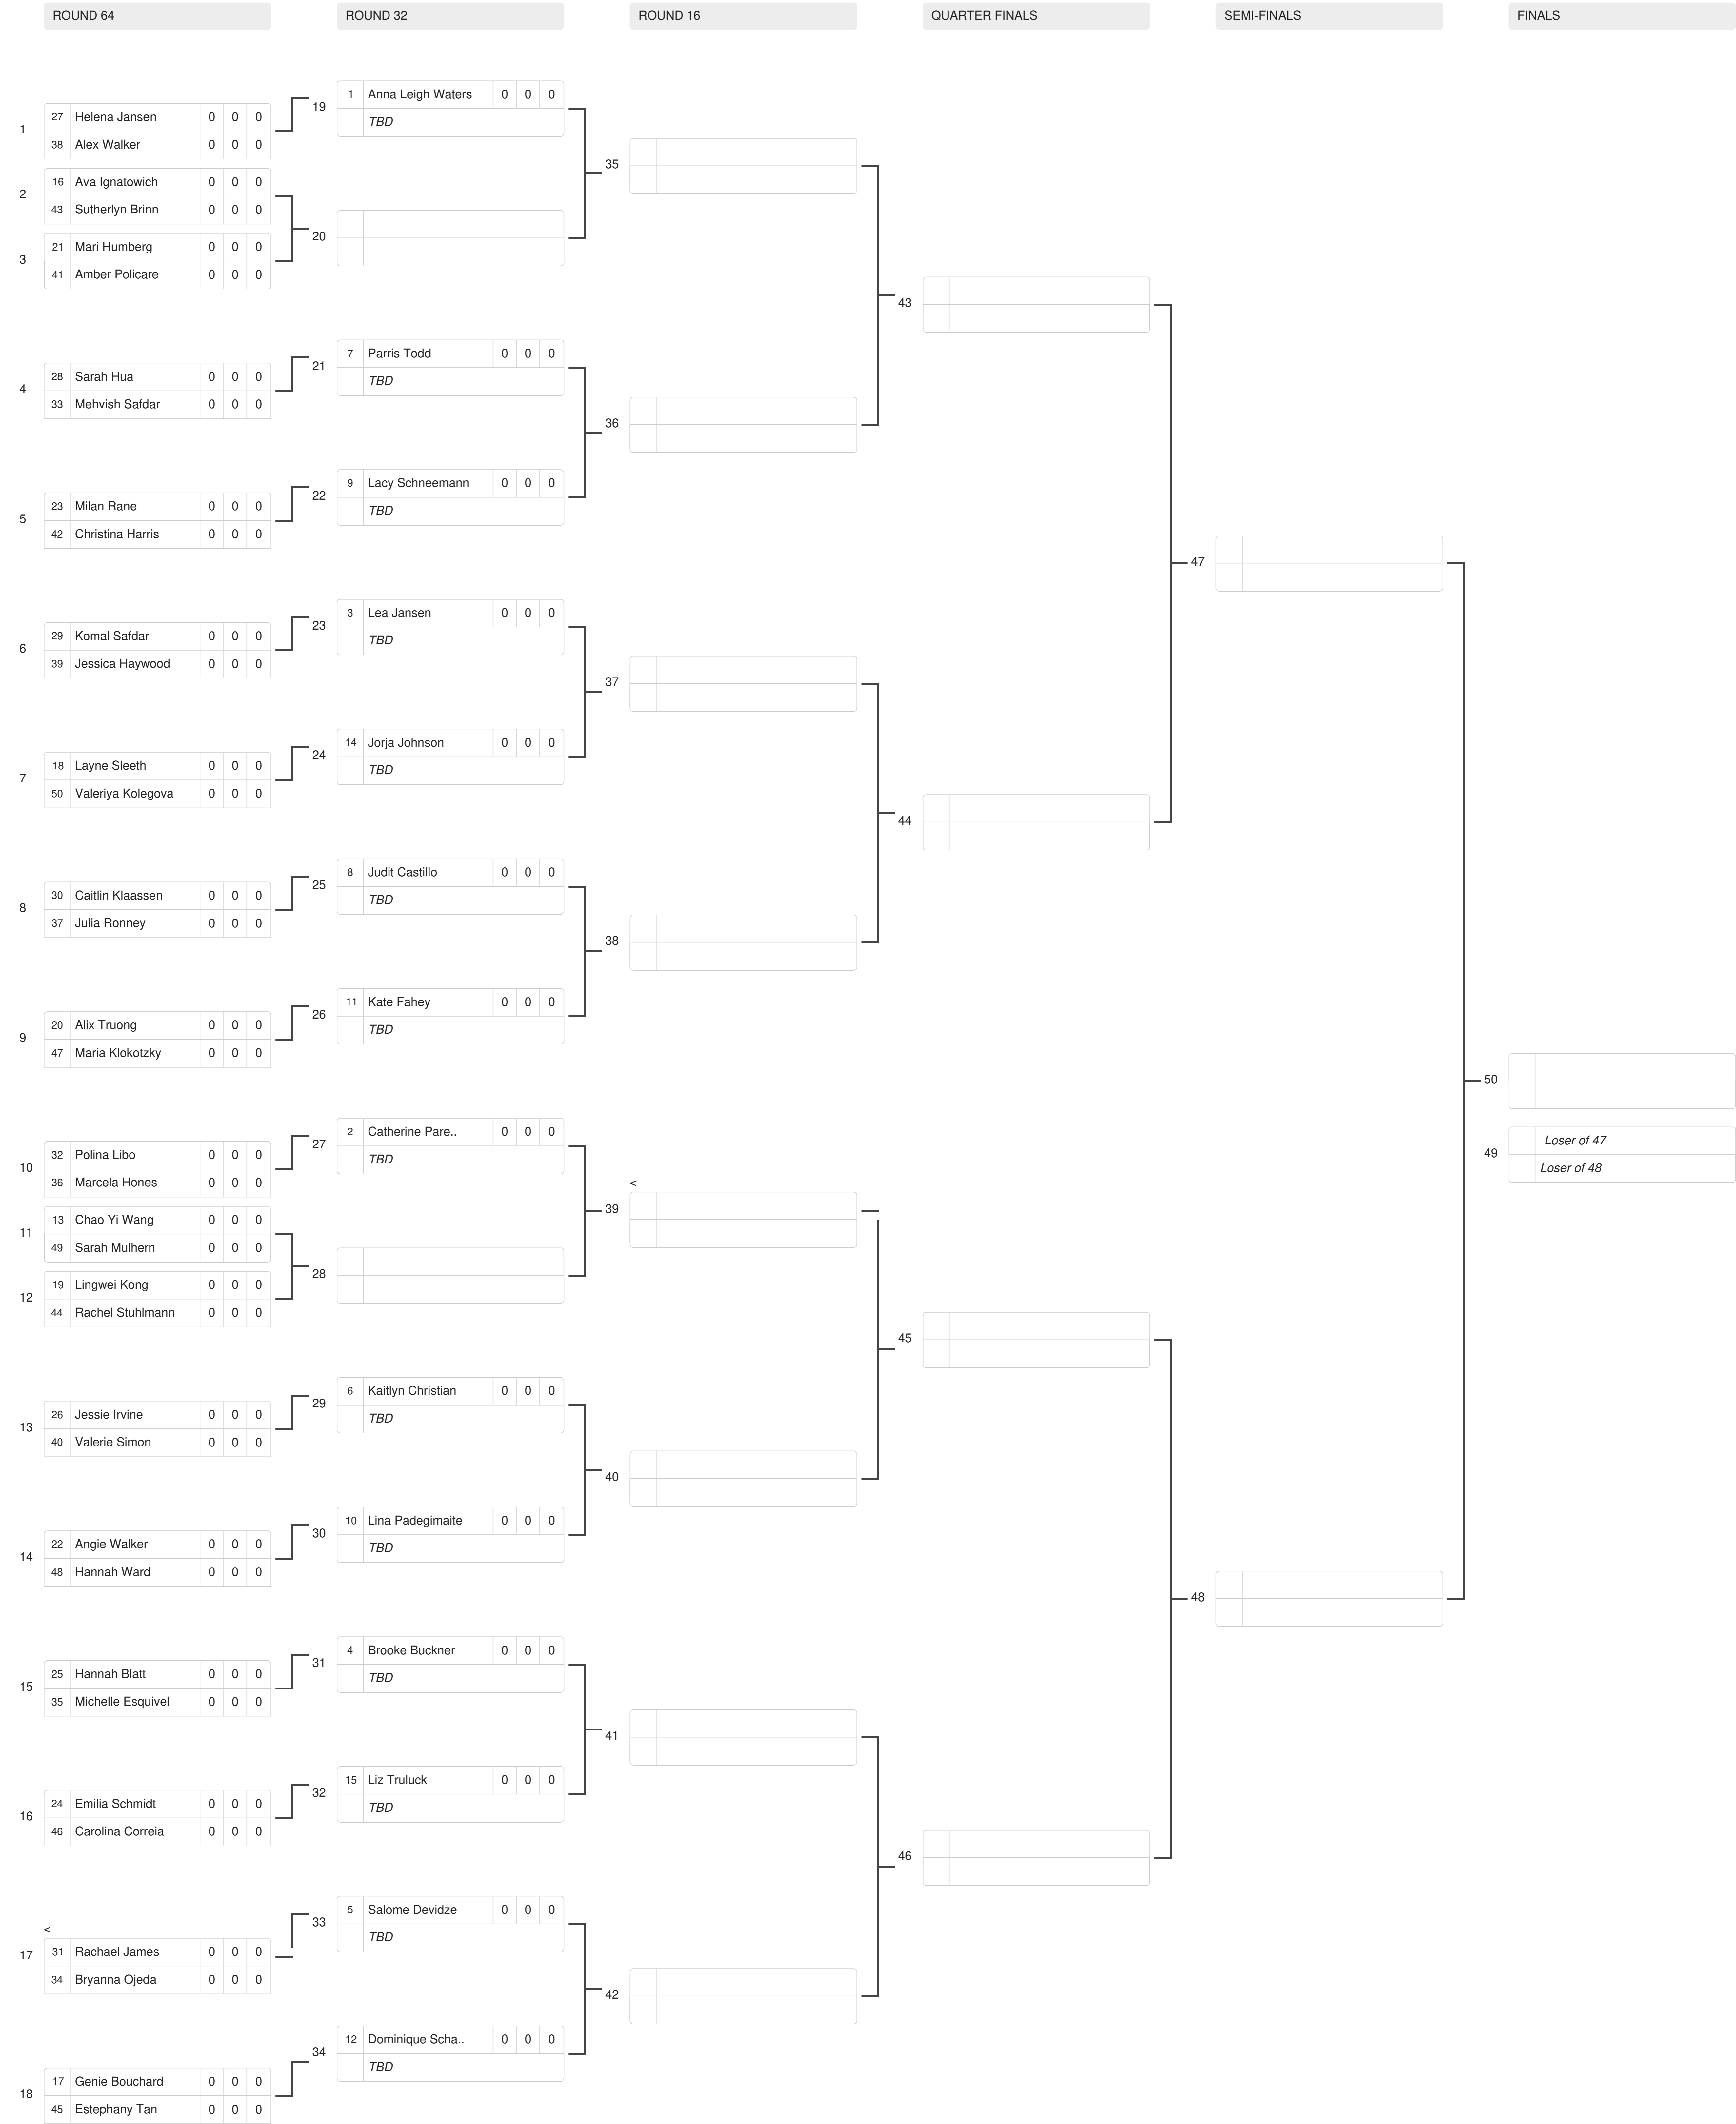 ROUND 64
ROUND 32
ROUND 16
QUARTER FINALS
SEMI-FINALS
FINALS
1
27 Helena Jansen 0 0 0
38 Alex Walker 0 0 0
2
16 Ava Ignatowich 0 0 0
43 Sutherlyn Brinn 0 0 0
3
21 Mari Humberg 0 0 0
41 Amber Policare 0 0 0
4
28 Sarah Hua 0 0 0
33 Mehvish Safdar 0 0 0
5
23 Milan Rane 0 0 0
42 Christina Harris 0 0 0
6
29 Komal Safdar 0 0 0
39 Jessica Haywood 0 0 0
7
18 Layne Sleeth 0 0 0
50 Valeriya Kolegova 0 0 0
8
30 Caitlin Klaassen 0 0 0
37 Julia Ronney 0 0 0
9
20 Alix Truong 0 0 0
47 Maria Klokotzky 0 0 0
10
32 Polina Libo 0 0 0
36 Marcela Hones 0 0 0
11
13 Chao Yi Wang 0 0 0
49 Sarah Mulhern 0 0 0
12
19 Lingwei Kong 0 0 0
44 Rachel Stuhlmann 0 0 0
13
26 Jessie Irvine 0 0 0
40 Valerie Simon 0 0 0
14
22 Angie Walker 0 0 0
48 Hannah Ward 0 0 0
15
25 Hannah Blatt 0 0 0
35 Michelle Esquivel 0 0 0
16
24 Emilia Schmidt 0 0 0
46 Carolina Correia 0 0 0
<
17
31 Rachael James 0 0 0
34 Bryanna Ojeda 0 0 0
18
17 Genie Bouchard 0 0 0
45 Estephany Tan 0 0 0
19
1 Anna Leigh Waters 0 0 0
TBD
20
21
7 Parris Todd 0 0 0
TBD
22
9 Lacy Schneemann 0 0 0
TBD
23
3 Lea Jansen 0 0 0
TBD
24
14 Jorja Johnson 0 0 0
TBD
25
8 Judit Castillo 0 0 0
TBD
26
11 Kate Fahey 0 0 0
TBD
27
2 Catherine Pare.. 0 0 0
TBD
28
29
6 Kaitlyn Christian 0 0 0
TBD
30
10 Lina Padegimaite 0 0 0
TBD
31
4 Brooke Buckner 0 0 0
TBD
32
15 Liz Truluck 0 0 0
TBD
33
5 Salome Devidze 0 0 0
TBD
34
12 Dominique Scha.. 0 0 0
TBD
35
36
37
38
<
39
40
41
42
43
44
45
46
47
48
50
49
Loser of 47
Loser of 48